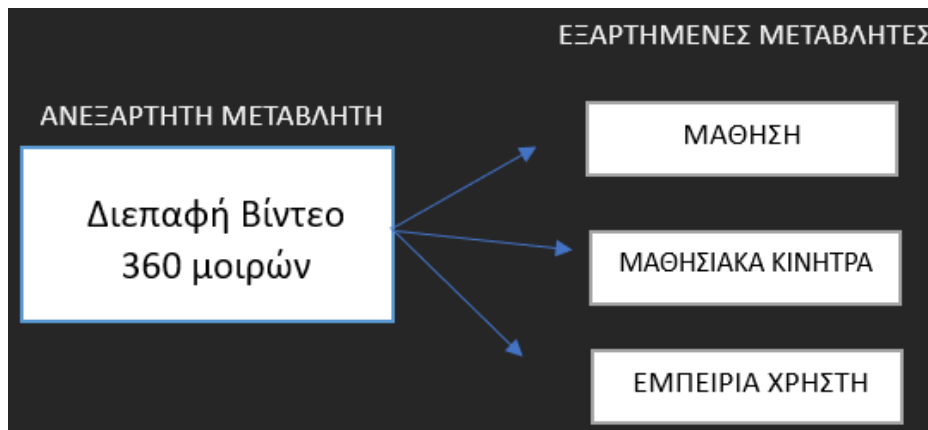 ΕΞΑΡΤΗΜΕΝΕΣ ΜΕΤΑΒΛΗΤΕΣ
ΑΝΕΞΑΡΤΗΤΗ ΜΕΤΑΒΛΗΤΗ
ΜΑΘΗΣΗ
Διεπαφή Βίντεο
360 μοιρών
ΜΑΘΗΣΙΑΚΑ ΚΙΝΗΤΡΑ
ΕΜΠΕΙΡΙΑ ΧΡΗΣΤΗ